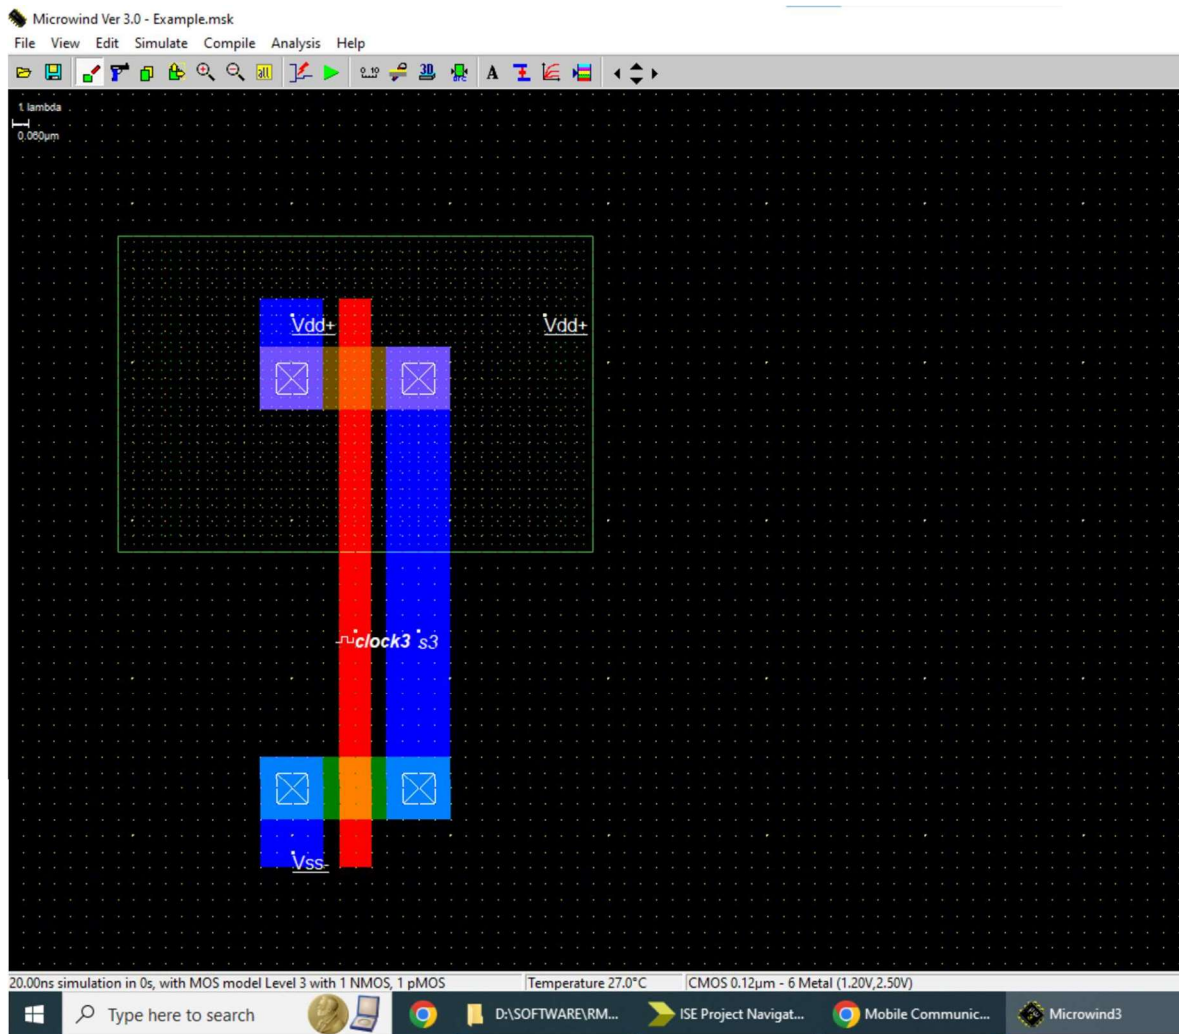 Microwind Ver 3.0 - Example.msk
File View Edit Simulate Compile Analysis Help
1 lambda
0.060µm
Vdd+ Vdd+
clock3 s3
Vss-
20.00ns simulation in 0s, with MOS model Level 3 with 1 NMOS, 1 pMOS Temperature 27.0°C CMOS 0.12µm - 6 Metal (1.20V,2.50V)
Type here to search D:\SOFTWARE\RM... ISE Project Navigat... Mobile Communic... Microwind3